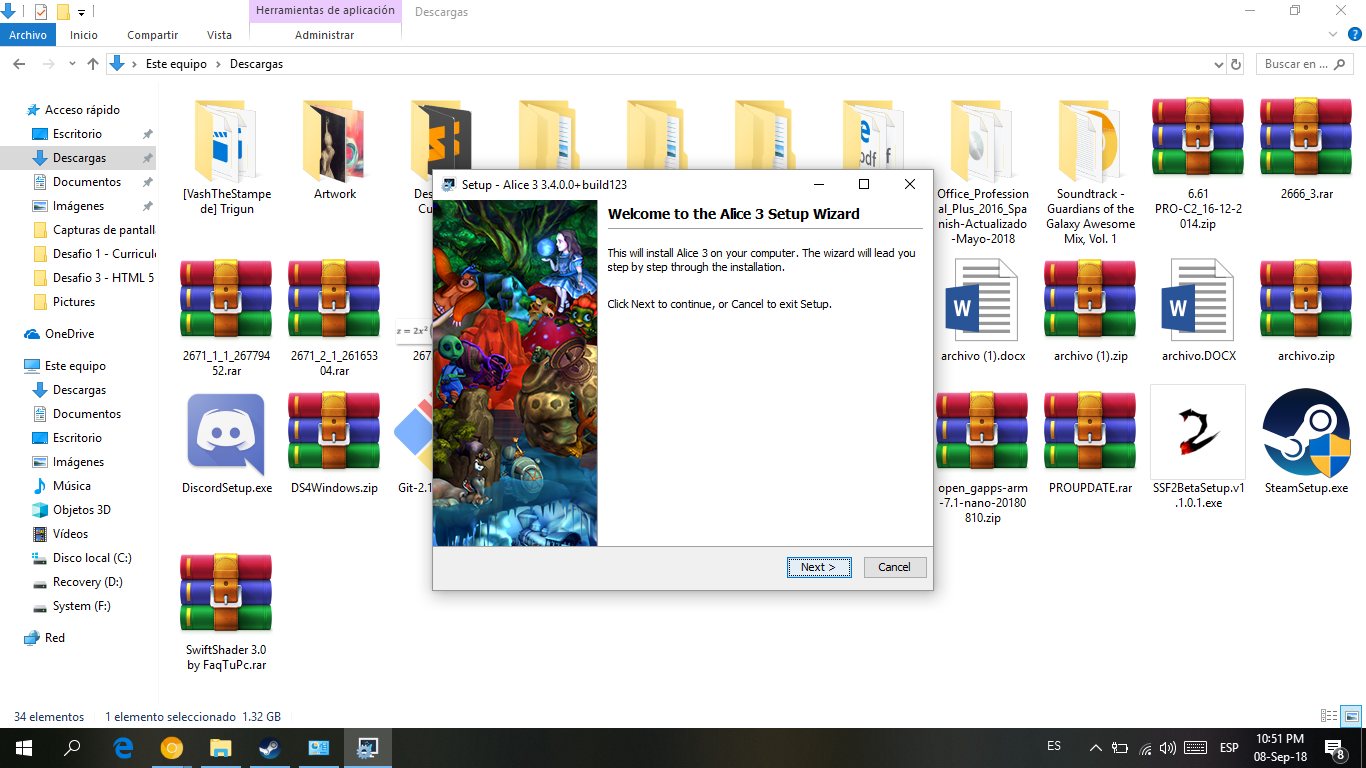 Herramientas de aplicación
Descargas
Archivo
Inicio
Compartir
Vista
Administrar
Este equipo
Descargas
Buscar en ...
Acceso rápido
Escritorio
Descargas
Documentos
Imágenes
Capturas de pantall
Desafio 1 - Curricul
Desafio 3 - HTML 5
Pictures
OneDrive
Este equipo
Descargas
Documentos
Escritorio
Imágenes
Música
Objetos 3D
Vídeos
Disco local (C:)
Recovery (D:)
System (F:)
Red
[VashTheStampe
de] Trigun
Artwork
Des
Cu
pdf
Office_Profession
al_Plus_2016_Spa
nish-Actualizado
-Mayo-2018
Soundtrack -
Guardians of the
Galaxy Awesome
Mix, Vol. 1
6.61
PRO-C2_16-12-2
014.zip
2666_3.rar
2671_1_1_267794
52.rar
2671_2_1_261653
04.rar
z = 2x²
267
archivo (1).docx
archivo (1).zip
archivo.DOCX
archivo.zip
DiscordSetup.exe
DS4Windows.zip
Git-2.1
open_gapps-arm
-7.1-nano-20180
810.zip
PROUPDATE.rar
SSF2BetaSetup.v1
.1.0.1.exe
SteamSetup.exe
SwiftShader 3.0
by FaqTuPc.rar
Setup - Alice 3 3.4.0.0+build123
Welcome to the Alice 3 Setup Wizard
This will install Alice 3 on your computer. The wizard will lead you
step by step through the installation.
Click Next to continue, or Cancel to exit Setup.
Next >
Cancel
34 elementos
1 elemento seleccionado 1.32 GB
ES
ESP
10:51 PM
08-Sep-18
8